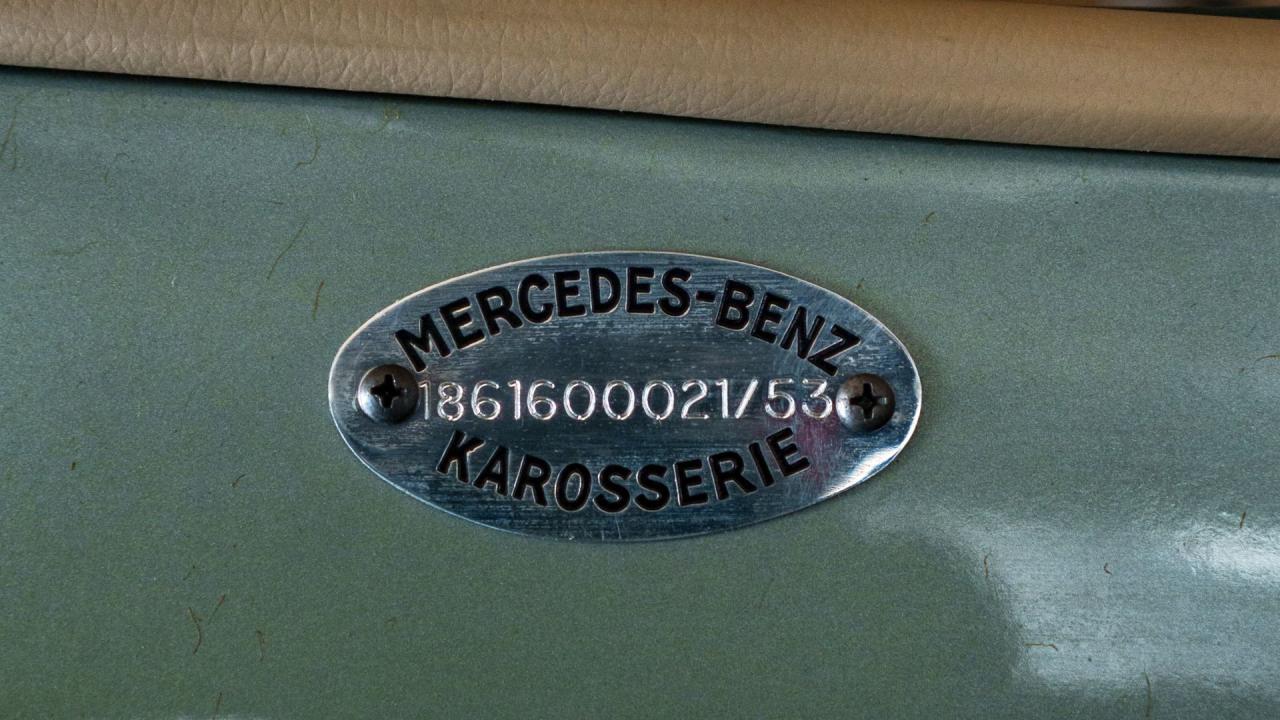 MERCEDES-BENZ
1861600021/53
KAROSSERIE